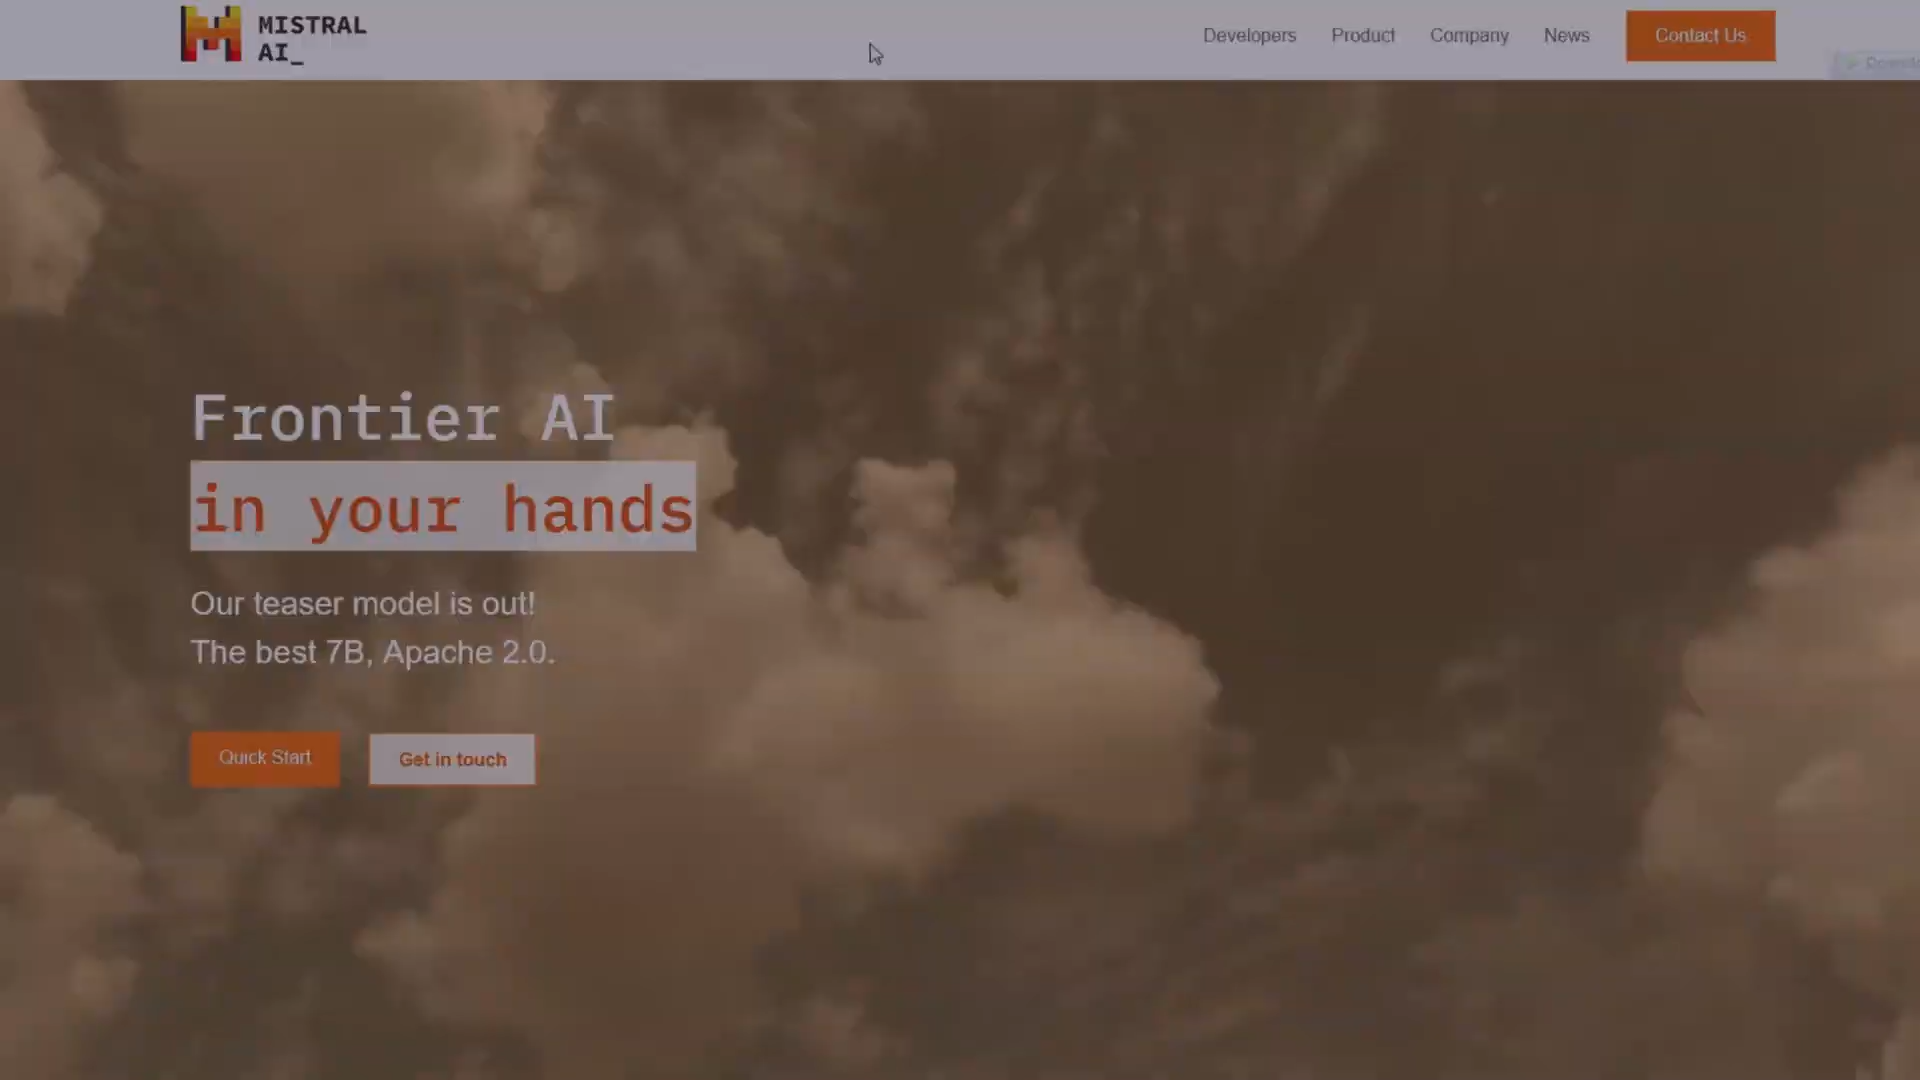 MISTRAL
AI_
Developers
Product
Company
News
Contact Us
Frontier AI
in your hands
Our teaser model is out!
The best 7B, Apache 2.0.
Quick Start
Get in touch